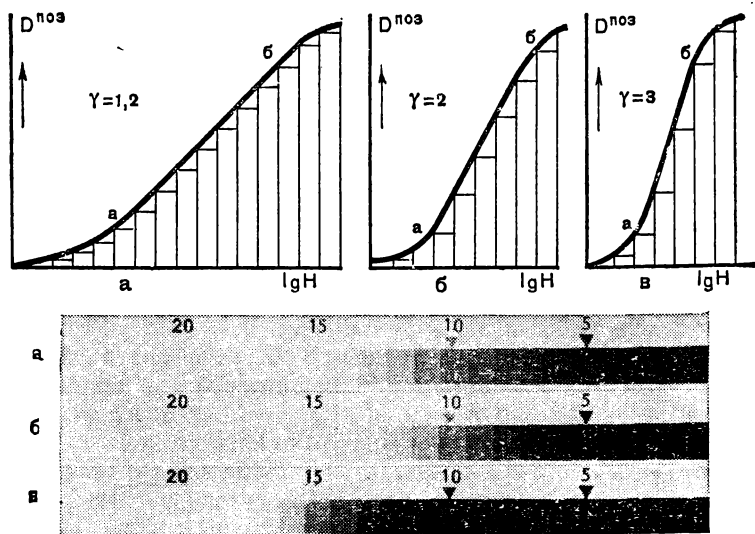 Dпоз Dпоз Dпоз
б б б
γ=1,2 γ=2 γ=3
а а а
lgH lgH lgH
а б в
20 15 10 5
а
20 15 10 5
б
20 15 10 5
в